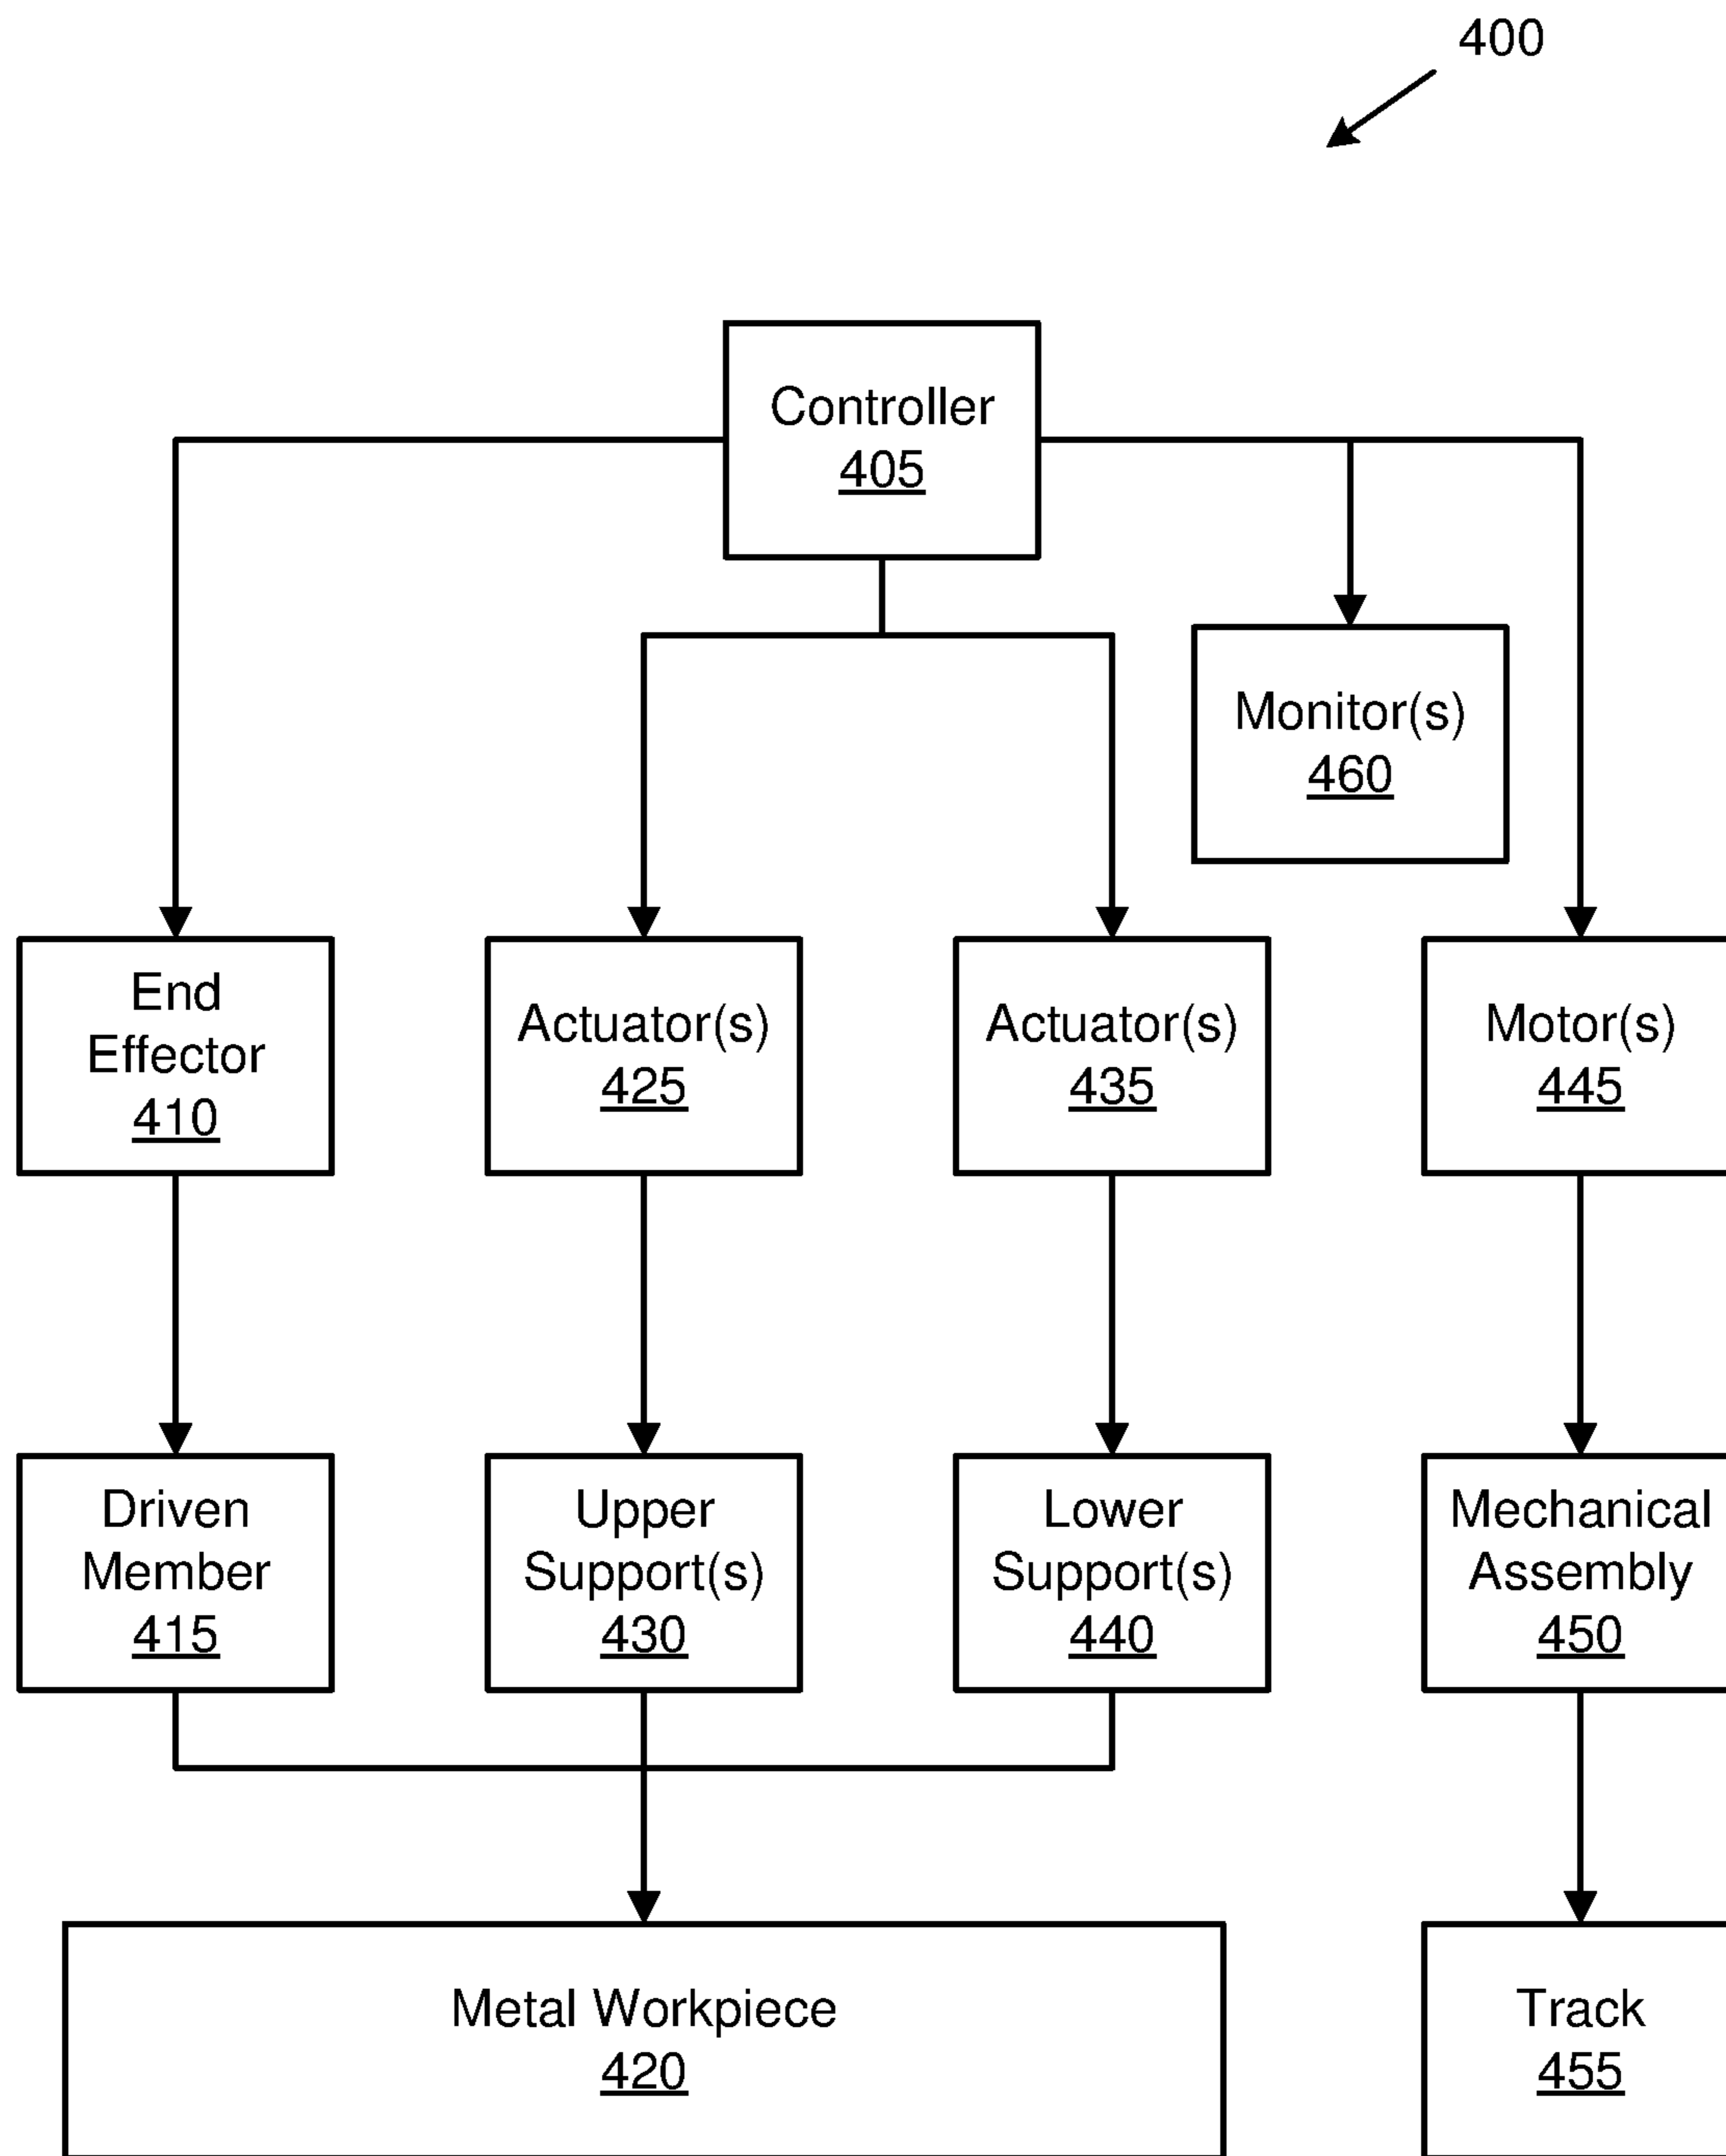 400
Controller
405
Monitor(s)
460
End
Effector
410
Actuator(s)
425
Actuator(s)
435
Motor(s)
445
Driven
Member
415
Upper
Support(s)
430
Lower
Support(s)
440
Mechanical
Assembly
450
Metal Workpiece
420
Track
455